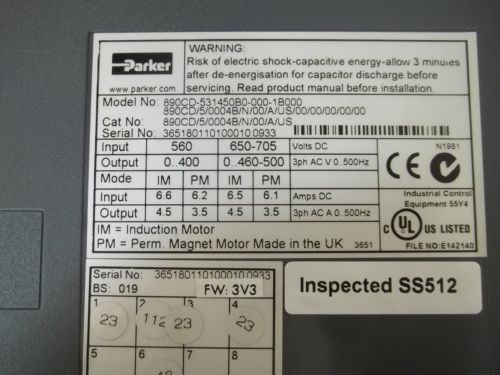 WARNING:
Risk of electric shock-capacitive energy-allow 3 minutes
after de-energisation for capacitor discharge before
servicing. Read product manual before installation.
Parker
www.parker.com
Model No: 890CD-531450B0-000-1B000
890CD/5/0004B/N/00/A/US/00/00/00/00/00
Cat No: 890CD/5/0004B/N/00/A/US
Serial No: 3651801101000100933
Input 560 650-705 Volts DC
Output 0..400 0..460-500 3ph AC V 0..500Hz
Mode IM PM IM PM
Input 6.6 6.2 6.5 6.1 Amps DC
Output 4.5 3.5 4.5 3.5 3ph AC A 0..500Hz
IM = Induction Motor
PM = Perm. Magnet Motor Made in the UK 3651
CE
N1981
Industrial Control
Equipment 55Y4
C UL US LISTED
FILE NO:E142140
Serial No: 3651801101000100933
BS: 019 FW: 3V3
1 2 3 4
23 112 23 23
5 6 7 8
Inspected SS512